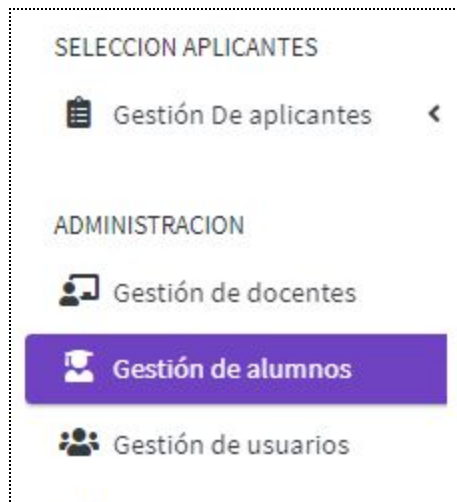 SELECCION APLICANTES
Gestión De aplicantes
ADMINISTRACION
Gestión de docentes
Gestión de alumnos
Gestión de usuarios